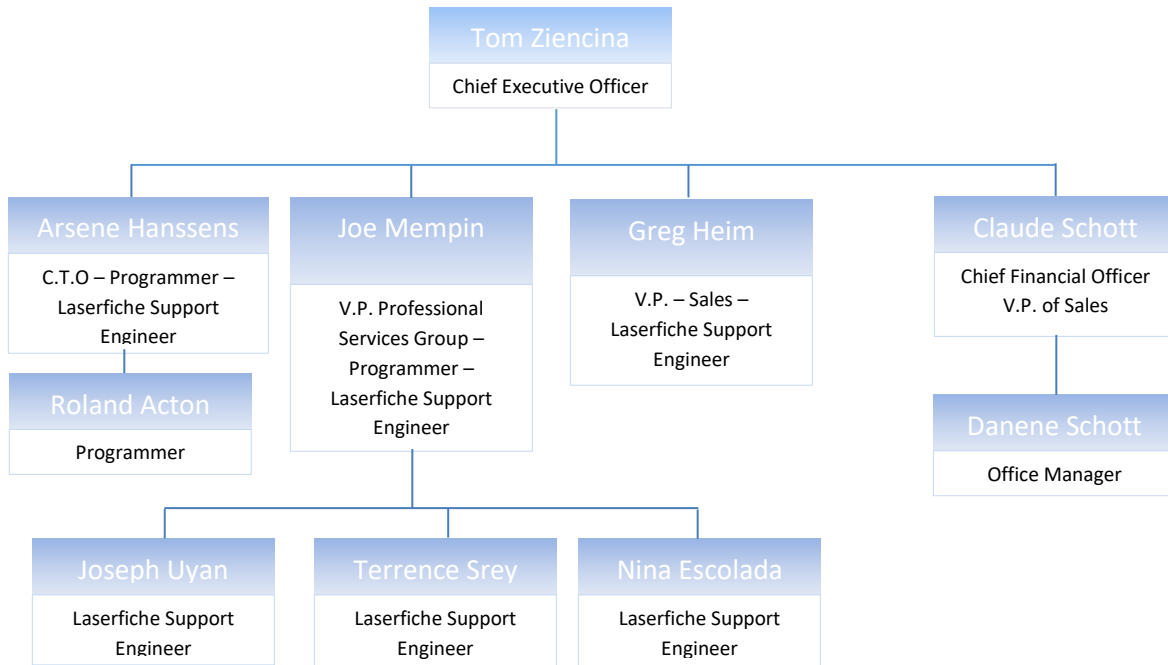 Tom Ziencina
Chief Executive Officer
Arsene Hanssens
C.T.O – Programmer –
Laserfiche Support
Engineer
Joe Mempin
V.P. Professional
Services Group –
Programmer –
Laserfiche Support
Engineer
Greg Heim
V.P. – Sales –
Laserfiche Support
Engineer
Claude Schott
Chief Financial Officer
V.P. of Sales
Roland Acton
Programmer
Danene Schott
Office Manager
Joseph Uyan
Laserfiche Support
Engineer
Terrence Srey
Laserfiche Support
Engineer
Nina Escolada
Laserfiche Support
Engineer